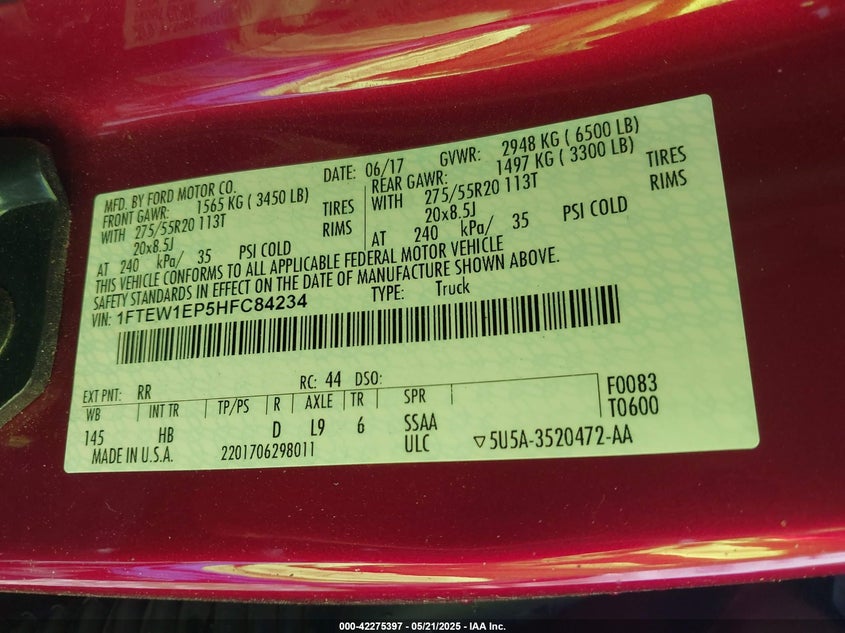 MFD. BY FORD MOTOR CO. DATE: 06/17 GVWR: 2948 KG ( 6500 LB)
FRONT GAWR: 1565 KG ( 3450 LB) REAR GAWR: 1497 KG ( 3300 LB)
WITH 275/55R20 113T TIRES WITH 275/55R20 113T TIRES
20x8.5J RIMS 20x8.5J RIMS
AT 240 kPa/ 35 PSI COLD AT 240 kPa/ 35 PSI COLD
THIS VEHICLE CONFORMS TO ALL APPLICABLE FEDERAL MOTOR VEHICLE
SAFETY STANDARDS IN EFFECT ON THE DATE OF MANUFACTURE SHOWN ABOVE.
VIN: 1FTEW1EP5HFC84234 TYPE: Truck
EXT PNT: RR RC: 44 DSO:
WB INT TR TP/PS R AXLE TR SPR F0083
145 HB D L9 6 SSAA T0600
MADE IN U.S.A. 2201706298011 ULC ▽5U5A-3520472-AA
000-42275397 - 05/21/2025 - IAA Inc.